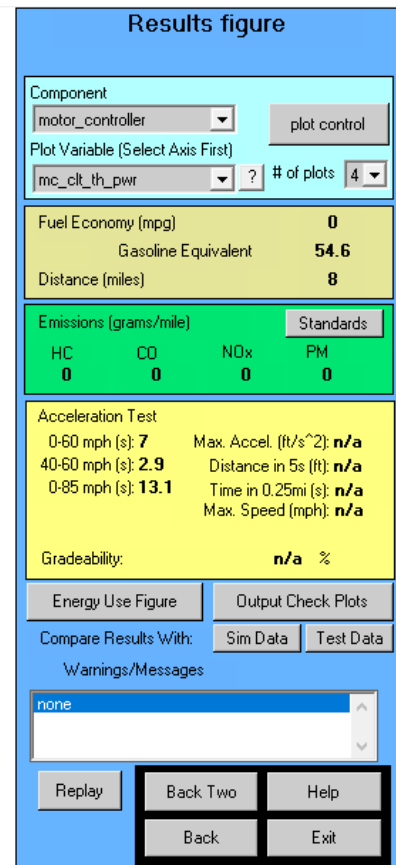 Results figure
Component
motor_controller
plot control
Plot Variable (Select Axis First)
mc_clt_th_pwr ? # of plots 4
Fuel Economy (mpg) 0
Gasoline Equivalent 54.6
Distance (miles) 8
Emissions (grams/mile) Standards
HC CO NOx PM
0 0 0 0
Acceleration Test
0-60 mph (s): 7 Max. Accel. (ft/s^2): n/a
40-60 mph (s): 2.9 Distance in 5s (ft): n/a
0-85 mph (s): 13.1 Time in 0.25mi (s): n/a
Max. Speed (mph): n/a
Gradeability: n/a %
Energy Use Figure Output Check Plots
Compare Results With: Sim Data Test Data
Warnings/Messages
none
Replay Back Two Help
Back Exit